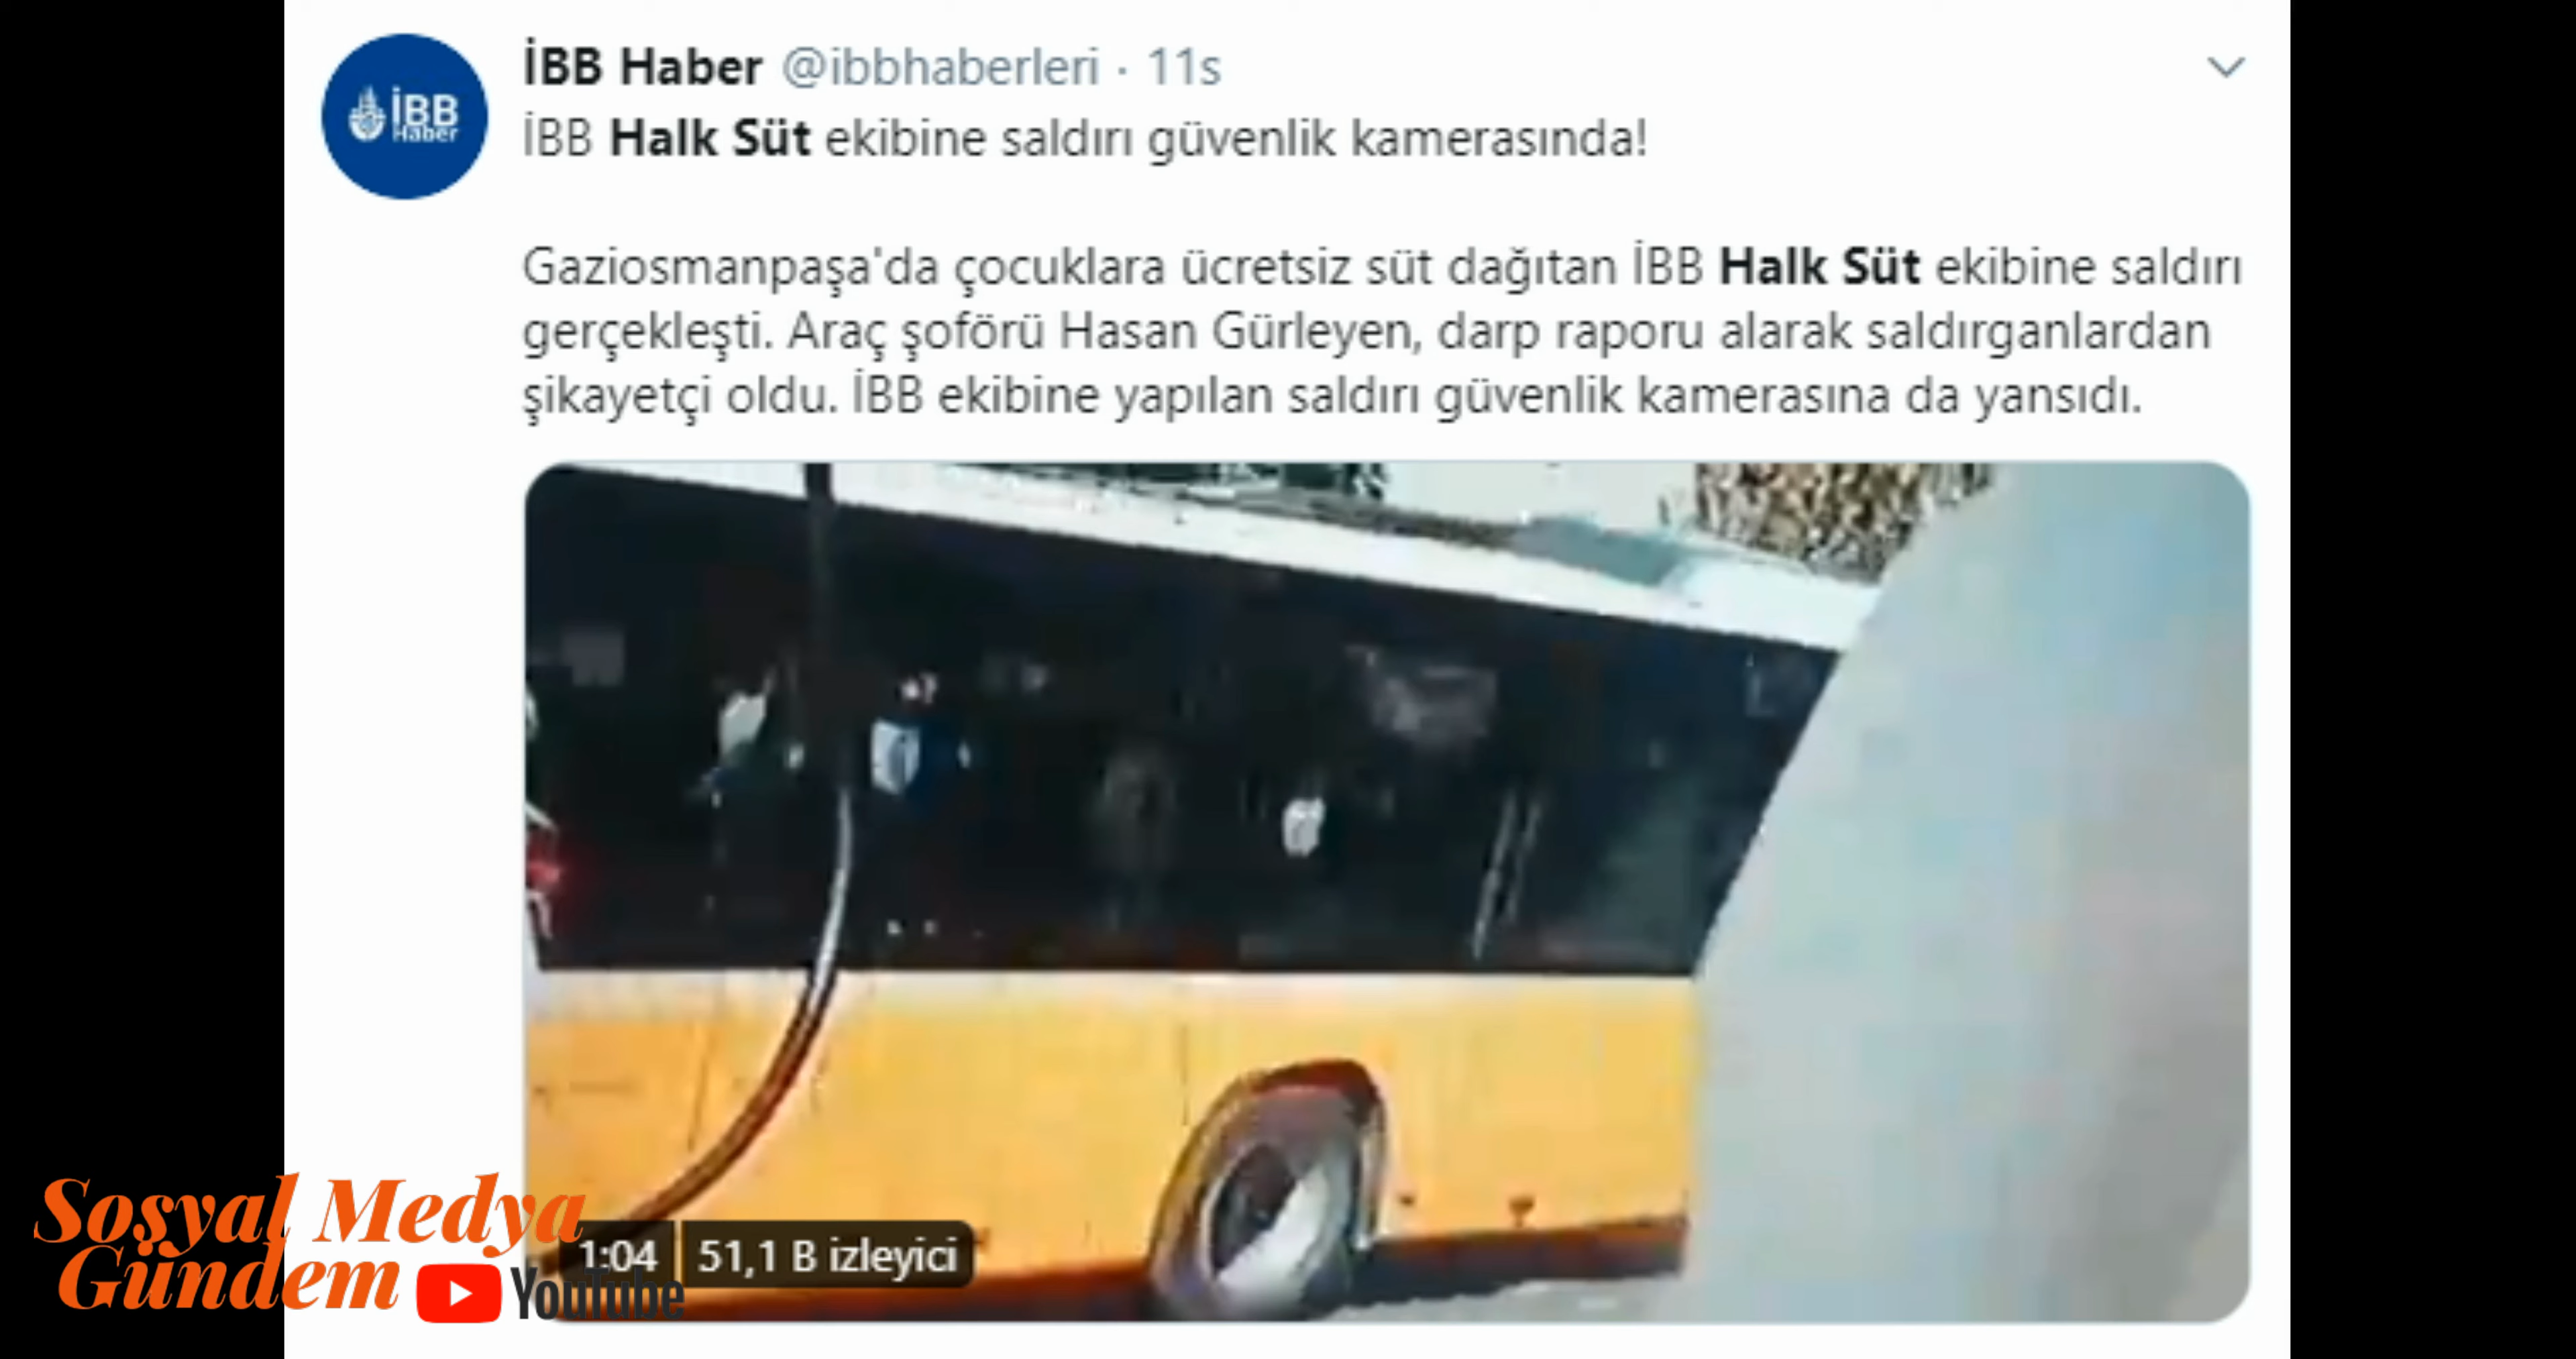 İBB Haber @ibbhaberleri · 11s
İBB Haber
İBB Halk Süt ekibine saldırı güvenlik kamerasında!
Gaziosmanpaşa'da çocuklara ücretsiz süt dağıtan İBB Halk Süt ekibine saldırı
gerçekleşti. Araç şoförü Hasan Gürleyen, darp raporu alarak saldırganlardan
şikayetçi oldu. İBB ekibine yapılan saldırı güvenlik kamerasına da yansıdı.
1:04 51,1 B izleyici
Sosyal Medya
Gündem YouTube